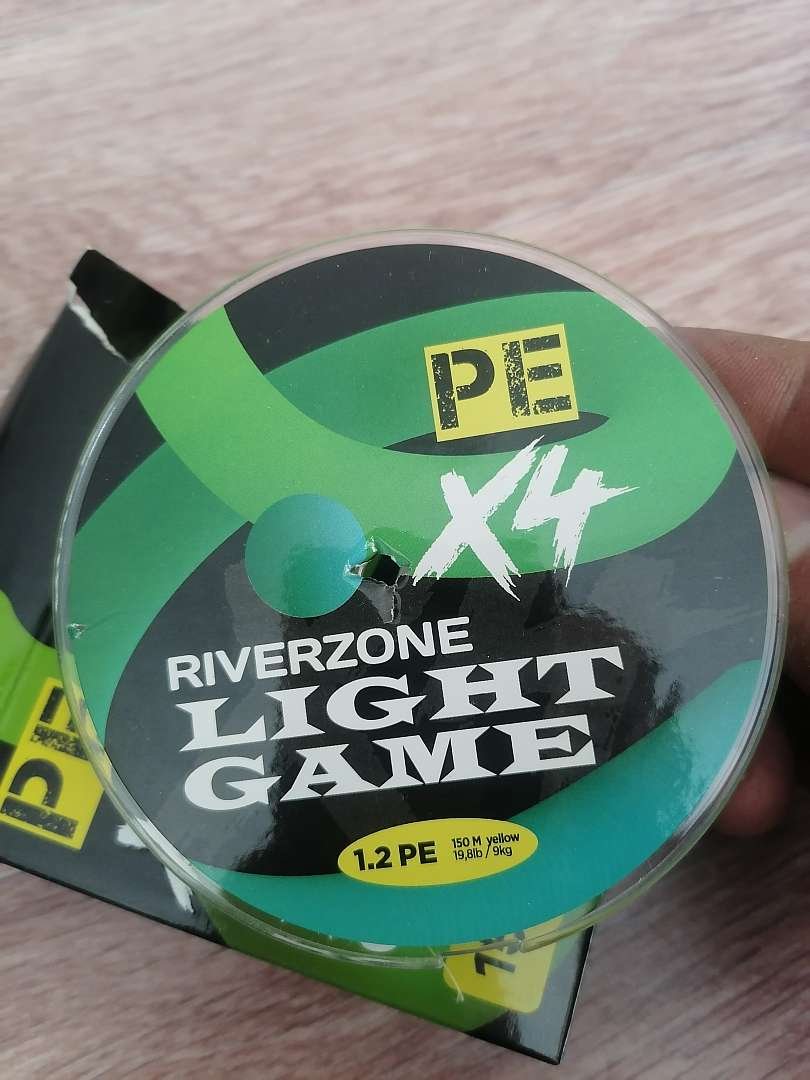 PE
X4
RIVERZONE
LIGHT
GAME
1.2 PE
150 M yellow
19,8lb / 9kg
PE